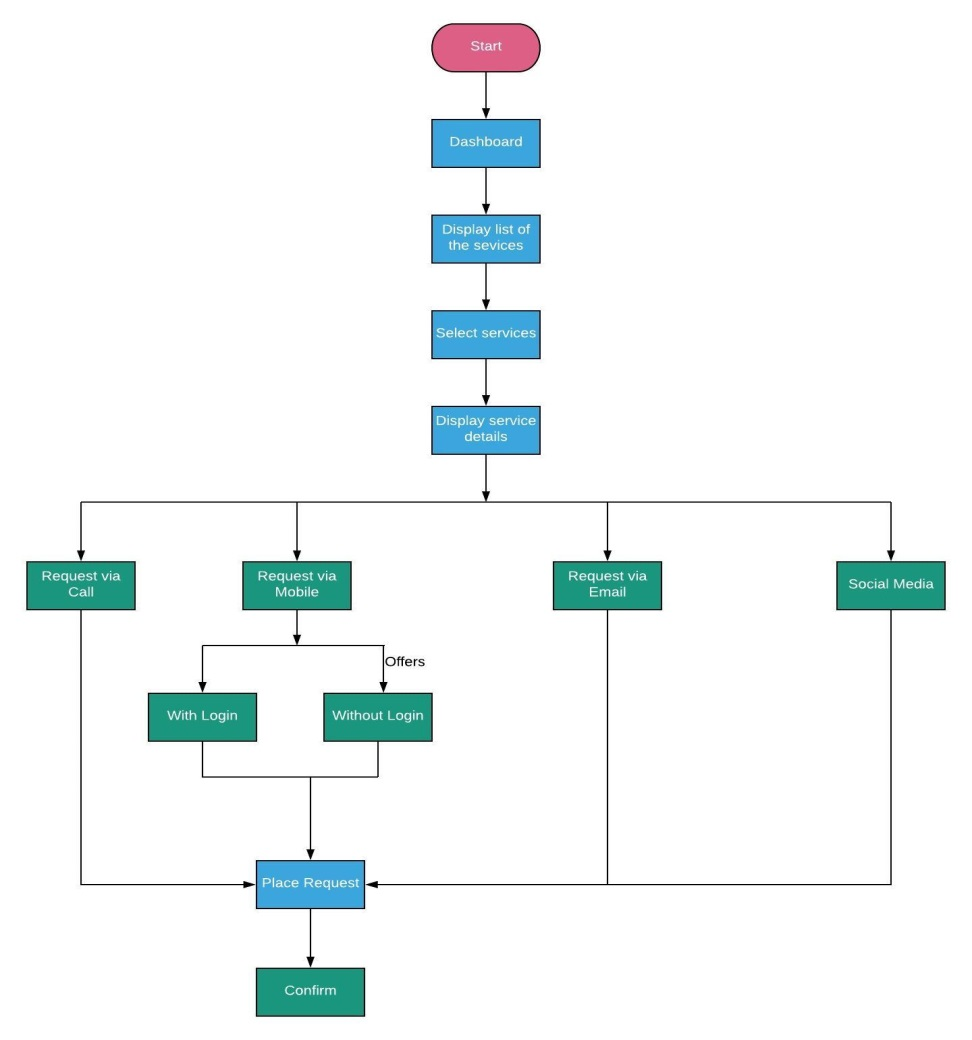 Start
Dashboard
Display list of
the sevices
Select services
Display service
details
Request via
Call
Request via
Mobile
Request via
Email
Social Media
Offers
With Login
Without Login
Place Request
Confirm